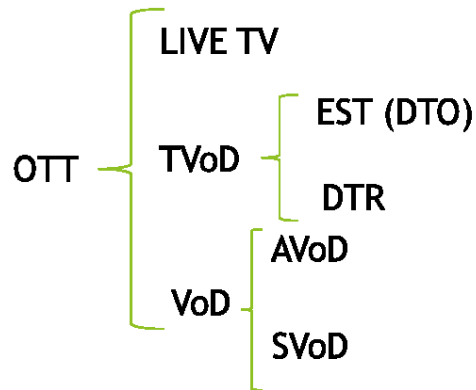 LIVE TV
EST (DTO)
OTT
TVoD
DTR
AVoD
VoD
SVoD